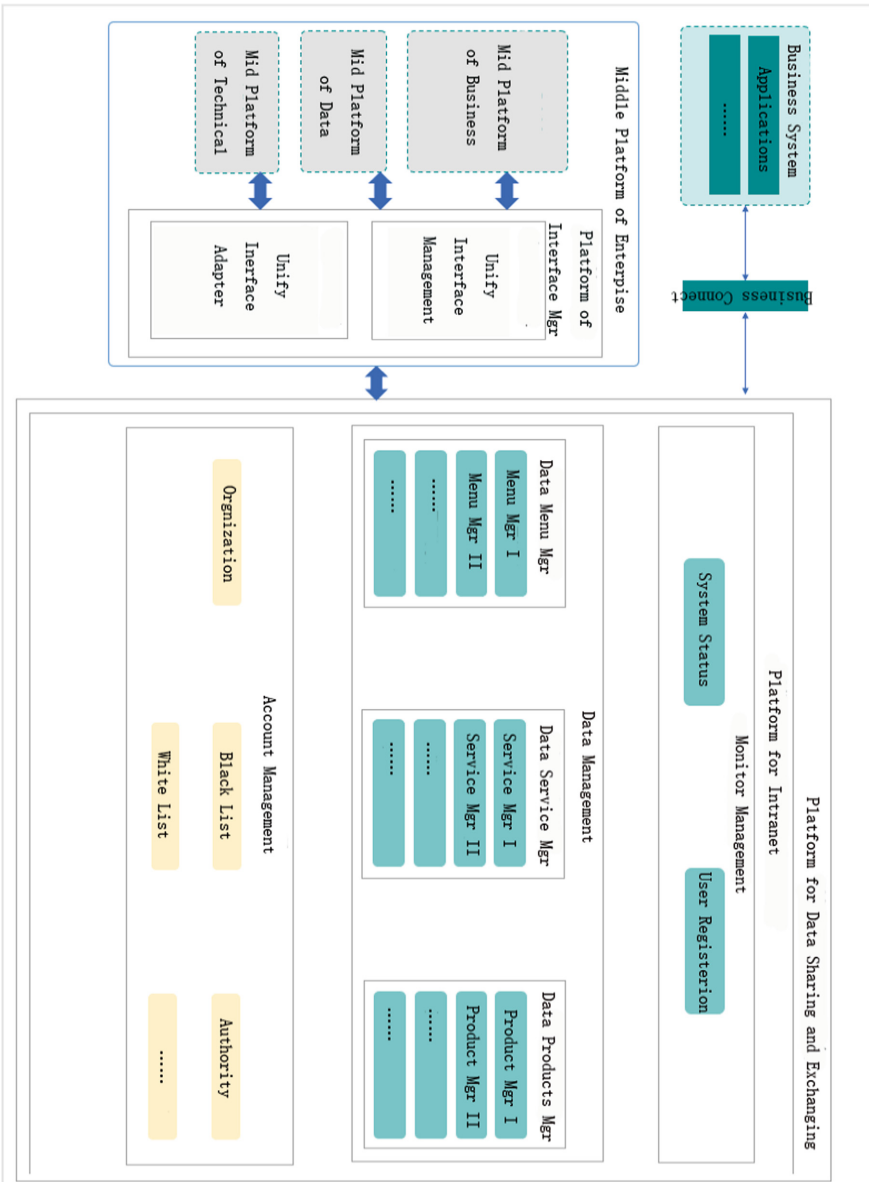 Business System
Applications
......
Business Connect
Middle Platform of Enterpise
Mid Platform
of Business
Mid Platform
of Data
Mid Platform
of Technical
Platform of
Interface Mgr
Unify
Interface
Management
Unify
Inerface
Adapter
Platform for Data Sharing and Exchanging
Platform for Intranet
Monitor Management
System Status
User Registerion
Data Management
Data Menu Mgr
Menu Mgr I
Menu Mgr II
......
......
Data Service Mgr
Service Mgr I
Service Mgr II
......
......
Data Products Mgr
Product Mgr I
Product Mgr II
......
......
Account Management
Orgnization
Black List
White List
Authority
......